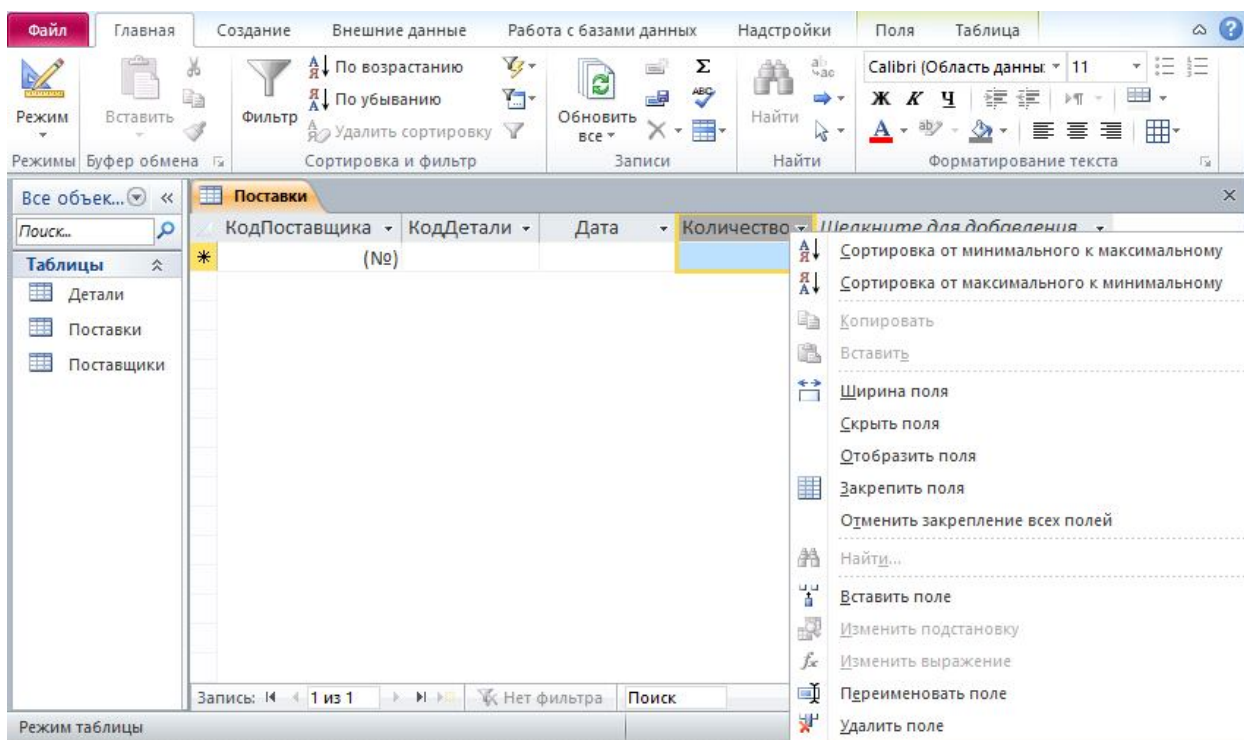 Файл Главная Создание Внешние данные Работа с базами данных Надстройки Поля Таблица
Режим
Вставить
Фильтр
По возрастанию
По убыванию
Удалить сортировку
Обновить все
Найти
Calibri (Область данны: 11
Ж К Ч
Режимы Буфер обмена Сортировка и фильтр Записи Найти Форматирование текста
Все объек... Поставки
Поиск... КодПоставщика КодДетали Дата Количество Щелкните для добавления
(№)
Таблицы
Детали
Поставки
Поставщики
Сортировка от минимального к максимальному
Сортировка от максимального к минимальному
Копировать
Вставить
Ширина поля
Скрыть поля
Отобразить поля
Закрепить поля
Отменить закрепление всех полей
Найти...
Вставить поле
Изменить подстановку
Изменить выражение
Переименовать поле
Удалить поле
Запись: 1 из 1 Нет фильтра Поиск
Режим таблицы